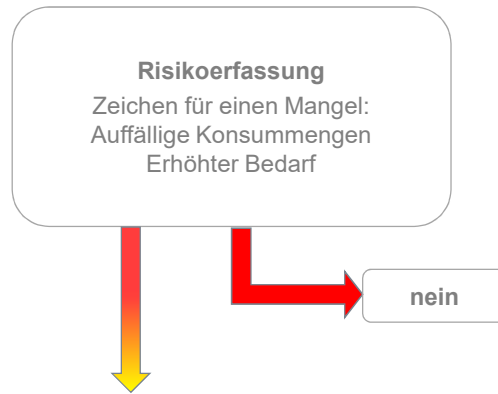 Risikoerfassung
Zeichen für einen Mangel:
Auffällige Konsummengen
Erhöhter Bedarf
nein